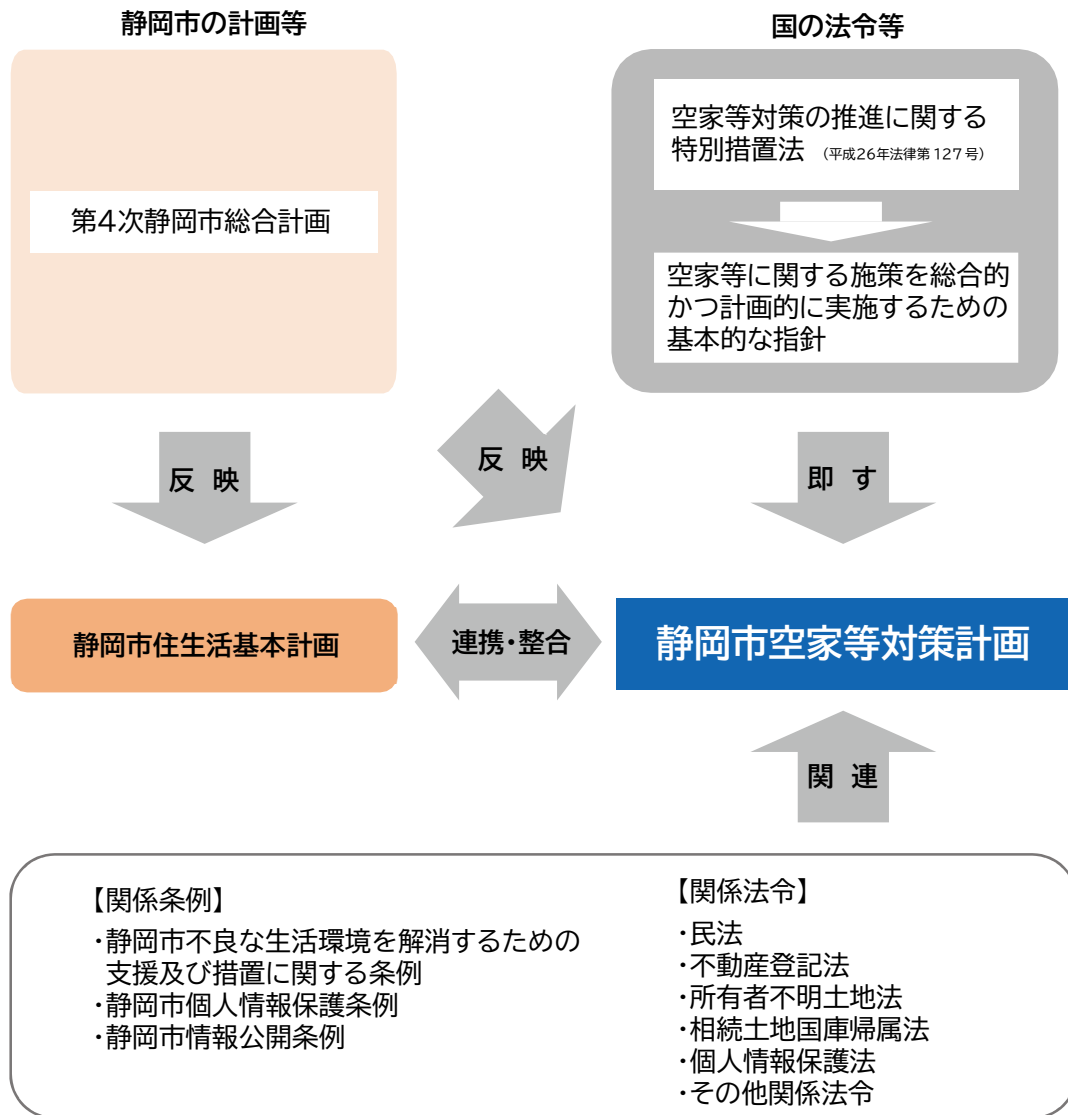 静岡市の計画等
第4次静岡市総合計画
国の法令等
空家等対策の推進に関する
特別措置法 (平成26年法律第127号)
空家等に関する施策を総合的
かつ計画的に実施するための
基本的な指針
反 映
反 映
即 す
静岡市住生活基本計画
連携・整合
静岡市空家等対策計画
関 連
【関係条例】
・静岡市不良な生活環境を解消するための
支援及び措置に関する条例
・静岡市個人情報保護条例
・静岡市情報公開条例
【関係法令】
・民法
・不動産登記法
・所有者不明土地法
・相続土地国庫帰属法
・個人情報保護法
・その他関係法令